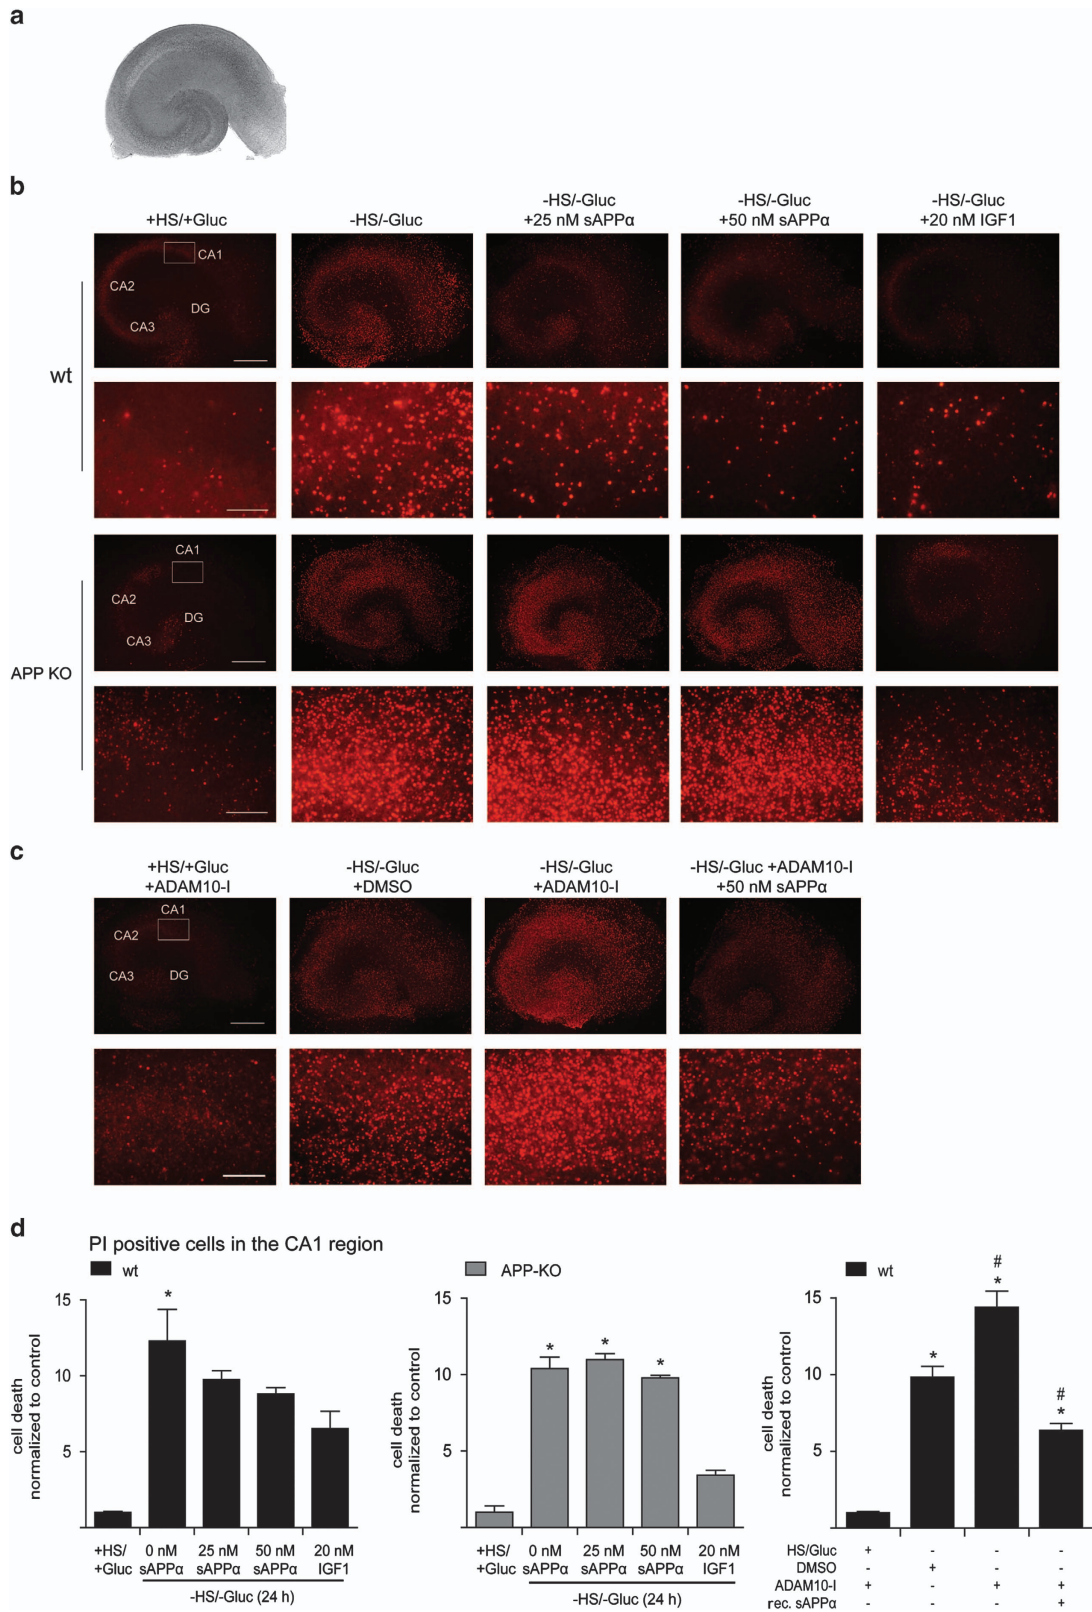 a
b
+HS/+Gluc
-HS/-Gluc
-HS/-Gluc
+25 nM sAPPα
-HS/-Gluc
+50 nM sAPPα
-HS/-Gluc
+20 nM IGF1
wt
CA1
CA2
DG
CA3
APP KO
CA1
CA2
DG
CA3
c
+HS/+Gluc
+ADAM10-I
-HS/-Gluc
+DMSO
-HS/-Gluc
+ADAM10-I
-HS/-Gluc +ADAM10-I
+50 nM sAPPα
CA1
CA2
CA3 DG
d
PI positive cells in the CA1 region
wt
cell death
normalized to control
15
10
5
*
+HS/
+Gluc
0 nM
sAPPα
25 nM
sAPPα
50 nM
sAPPα
20 nM
IGF1
-HS/-Gluc (24 h)
APP-KO
cell death
normalized to control
15
10
5
* * *
+HS/
+Gluc
0 nM
sAPPα
25 nM
sAPPα
50 nM
sAPPα
20 nM
IGF1
-HS/-Gluc (24 h)
wt
cell death
normalized to control
15
10
5
*
#
*
#
*
HS/Gluc + - - -
DMSO - + - -
ADAM10-I + - + +
rec. sAPPα - - - +